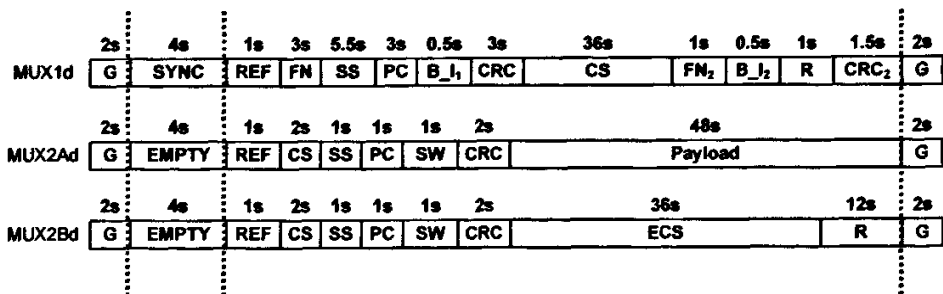 2s 4s 1s 3s 5.5s 3s 0.5s 3s 36s 1s 0.5s 1s 1.5s 2s
MUX1d G SYNC REF FN SS PC B_I₁ CRC CS FN₂ B_I₂ R CRC₂ G
2s 4s 1s 2s 1s 1s 1s 2s 48s 2s
MUX2Ad G EMPTY REF CS SS PC SW CRC Payload G
2s 4s 1s 2s 1s 1s 1s 2s 36s 12s 2s
MUX2Bd G EMPTY REF CS SS PC SW CRC ECS R G